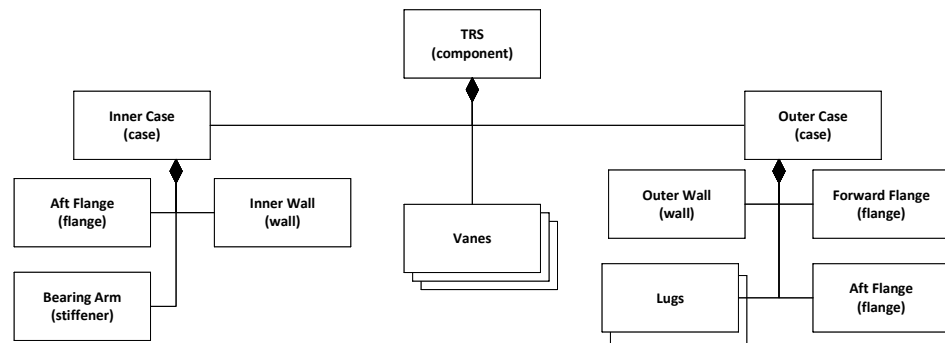 TRS
(component)
Inner Case
(case)
Outer Case
(case)
Aft Flange
(flange)
Inner Wall
(wall)
Vanes
Outer Wall
(wall)
Forward Flange
(flange)
Bearing Arm
(stiffener)
Lugs
Aft Flange
(flange)